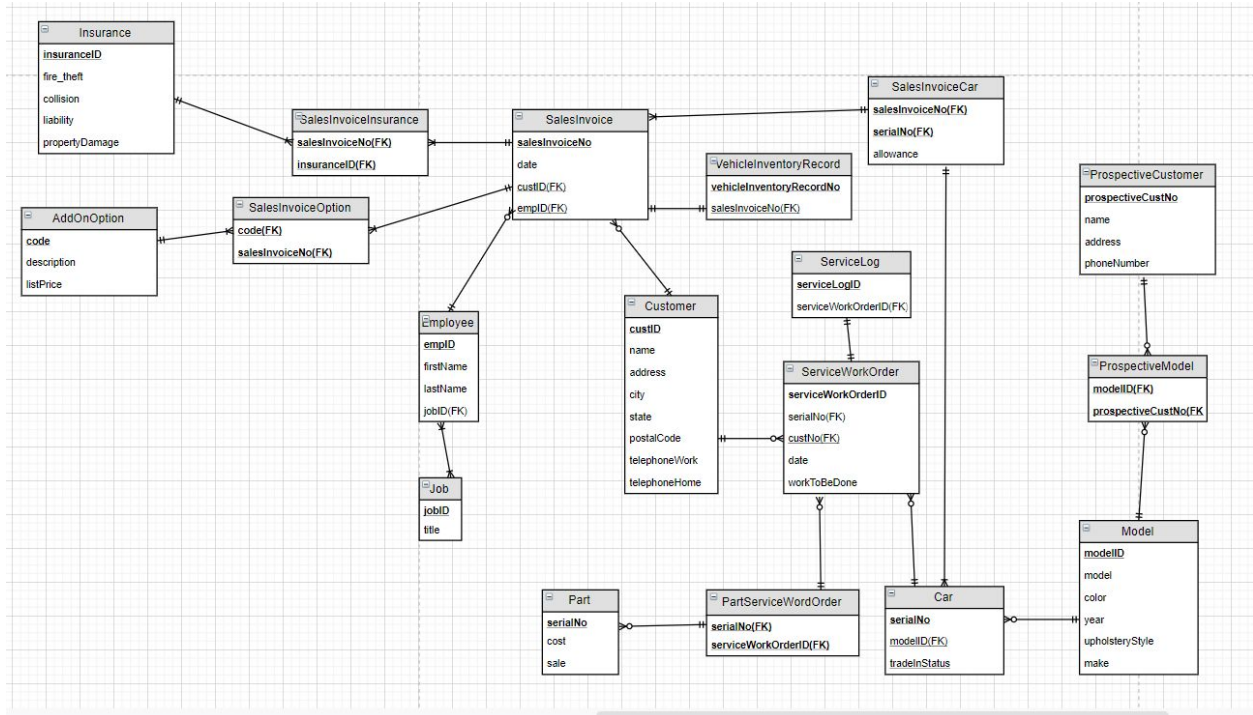 Insurance
insuranceID
fire_theft
collision
liability
propertyDamage
SalesInvoiceInsurance
salesInvoiceNo(FK)
insuranceID(FK)
SalesInvoice
salesInvoiceNo
date
custID(FK)
empID(FK)
SalesInvoiceCar
salesInvoiceNo(FK)
serialNo(FK)
allowance
VehicleInventoryRecord
vehicleInventoryRecordNo
salesInvoiceNo(FK)
ProspectiveCustomer
prospectiveCustNo
name
address
phoneNumber
AddOnOption
code
description
listPrice
SalesInvoiceOption
code(FK)
salesInvoiceNo(FK)
ServiceLog
serviceLogID
serviceWorkOrderID(FK)
Employee
empID
firstName
lastName
jobID(FK)
Customer
custID
name
address
city
state
postalCode
telephoneWork
telephoneHome
ServiceWorkOrder
serviceWorkOrderID
serialNo(FK)
custNo(FK)
date
workToBeDone
ProspectiveModel
modelID(FK)
prospectiveCustNo(FK
Job
jobID
title
Model
modelID
model
color
year
upholsteryStyle
make
Part
serialNo
cost
sale
PartServiceWordOrder
serialNo(FK)
serviceWorkOrderID(FK)
Car
serialNo
modelID(FK)
tradeInStatus